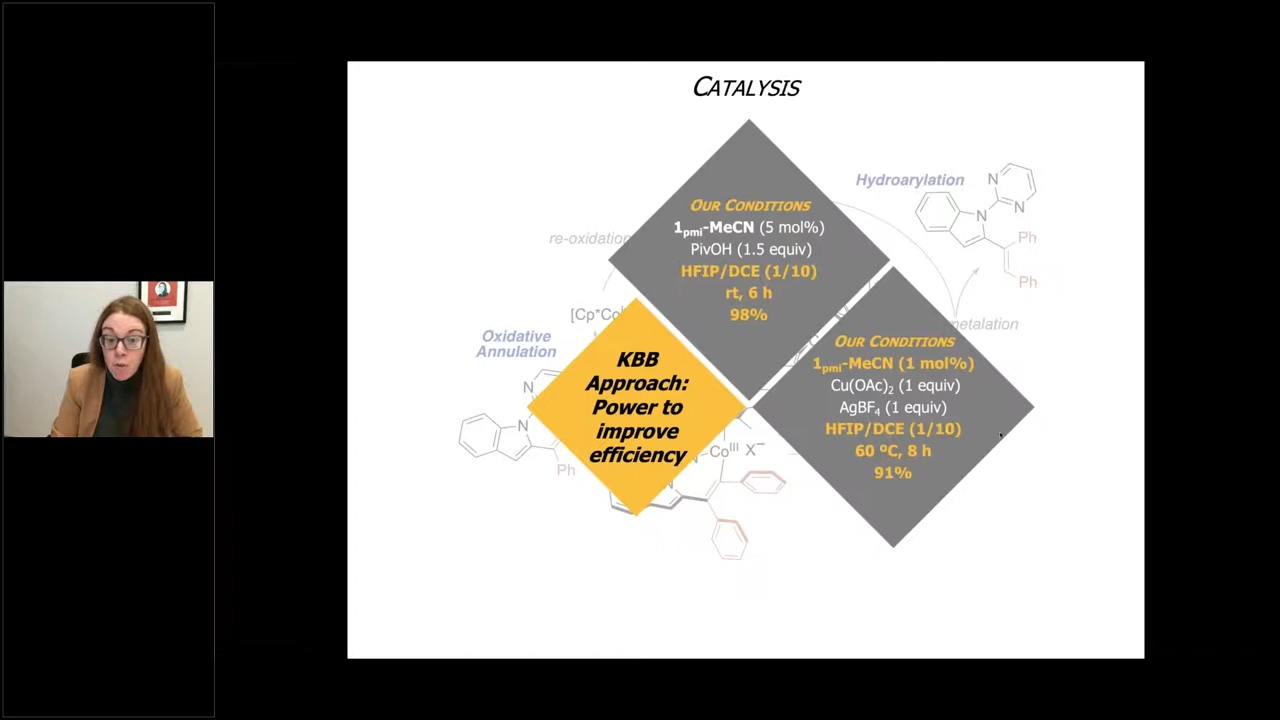 CATALYSIS
Hydroarylation
N
N
N
Ph
Ph
OUR CONDITIONS
1pmi-MeCN (5 mol%)
PivOH (1.5 equiv)
HFIP/DCE (1/10)
rt, 6 h
98%
re-oxidation
[Cp*Co
metalation
Oxidative
Annulation
N
N
Ph
KBB
Approach:
Power to
improve
efficiency
OUR CONDITIONS
1pmi-MeCN (1 mol%)
Cu(OAc)2 (1 equiv)
AgBF4 (1 equiv)
HFIP/DCE (1/10)
60 ºC, 8 h
91%
CoIII X−